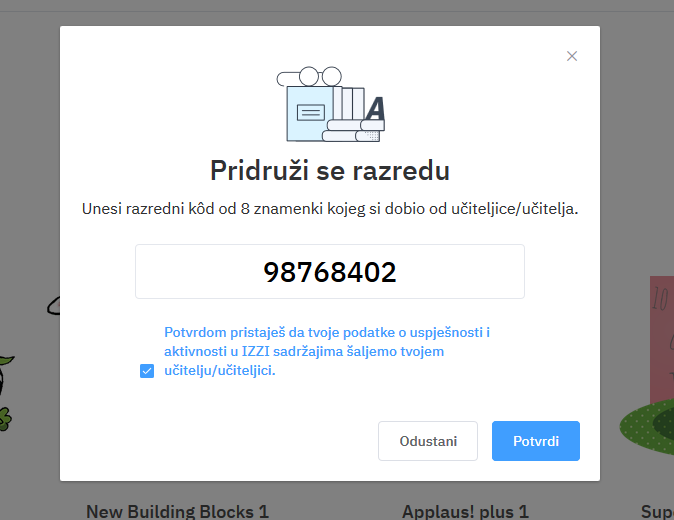 A
Pridruži se razredu
Unesi razredni kôd od 8 znamenki kojeg si dobio od učiteljice/učitelja.
98768402
Potvrdom pristaješ da tvoje podatke o uspješnosti i
aktivnosti u IZZI sadržajima šaljemo tvojem
učitelju/učiteljici.
Odustani
Potvrdi
10
New Building Blocks 1
Applaus! plus 1